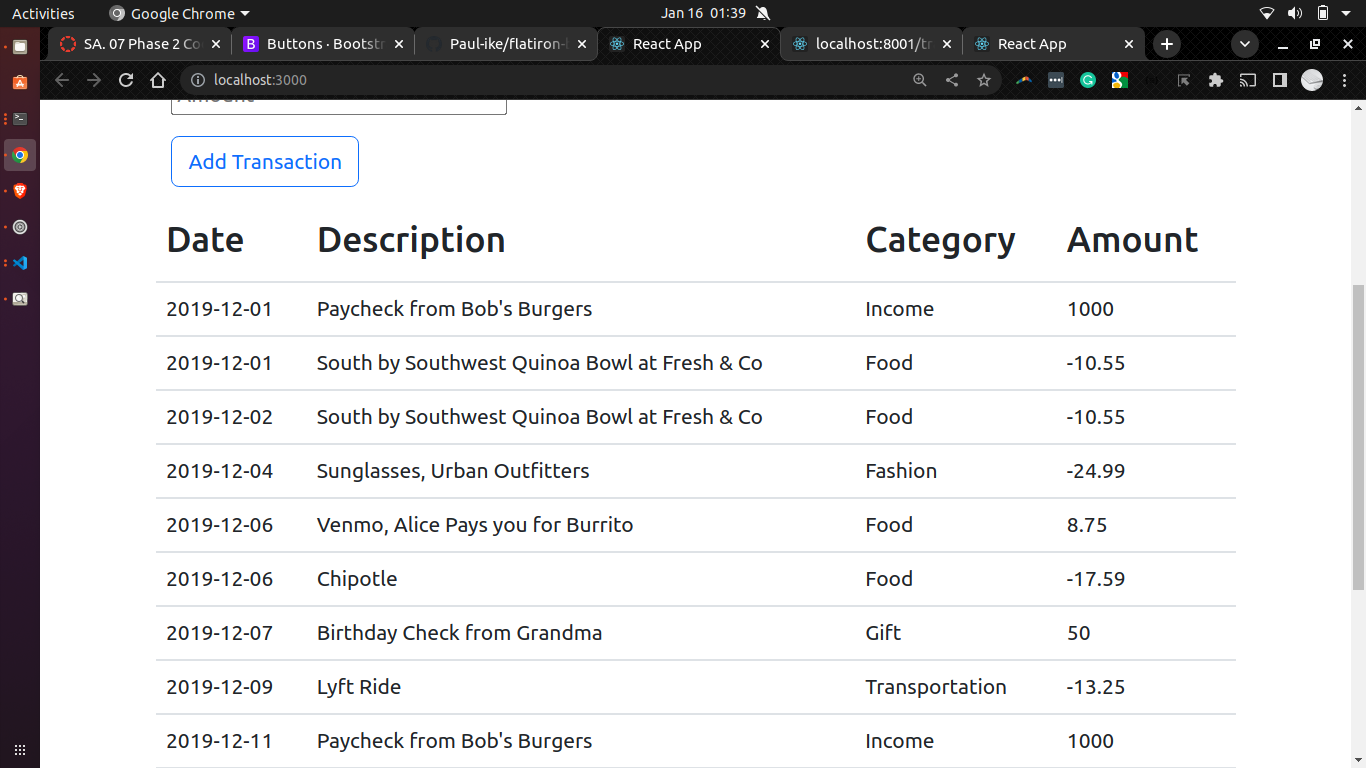 Activities Google Chrome Jan 16 01:39
SA. 07 Phase 2 Co Buttons · Bootstr Paul-ike/flatiron- React App localhost:8001/tr React App
localhost:3000
Amount
Add Transaction
Date Description Category Amount
2019-12-01 Paycheck from Bob's Burgers Income 1000
2019-12-01 South by Southwest Quinoa Bowl at Fresh & Co Food -10.55
2019-12-02 South by Southwest Quinoa Bowl at Fresh & Co Food -10.55
2019-12-04 Sunglasses, Urban Outfitters Fashion -24.99
2019-12-06 Venmo, Alice Pays you for Burrito Food 8.75
2019-12-06 Chipotle Food -17.59
2019-12-07 Birthday Check from Grandma Gift 50
2019-12-09 Lyft Ride Transportation -13.25
2019-12-11 Paycheck from Bob's Burgers Income 1000